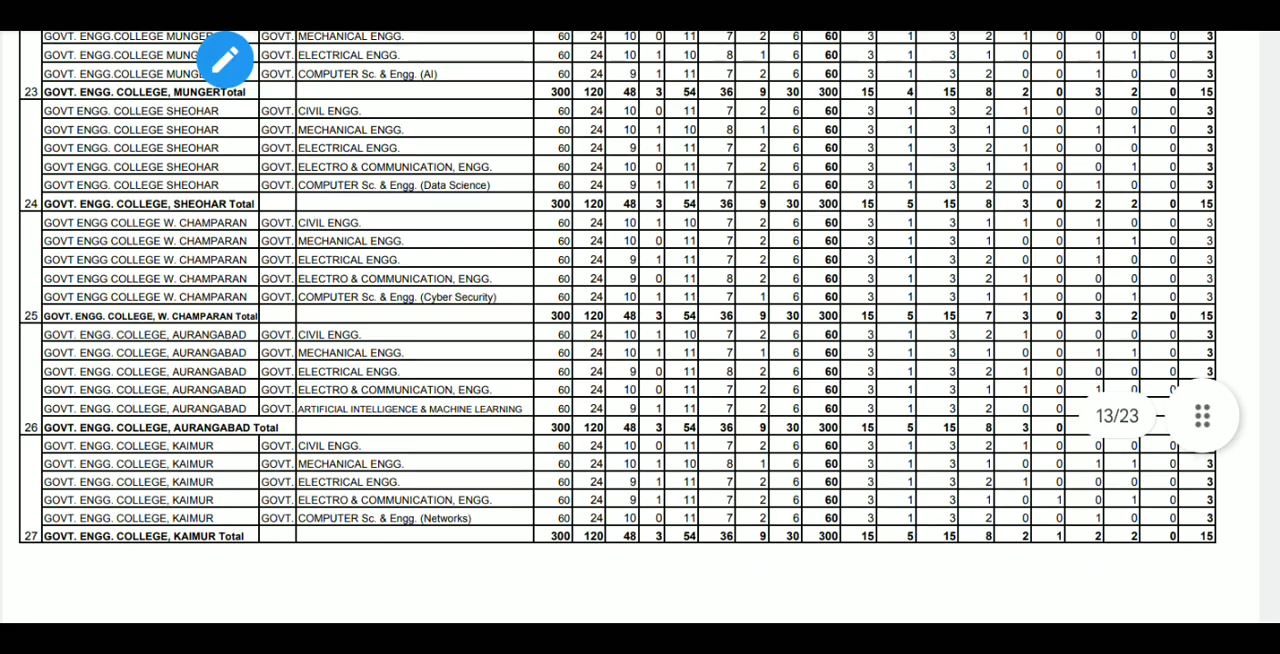 GOVT. ENGG.COLLEGE MUNGER GOVT. MECHANICAL ENGG. 60 24 10 0 11 7 2 6 60 3 1 3 2 1 0 0 0 0 3
GOVT. ENGG.COLLEGE MUNG GOVT. ELECTRICAL ENGG. 60 24 10 1 10 8 1 6 60 3 1 3 1 0 0 1 1 0 3
GOVT. ENGG.COLLEGE MUNG GOVT. COMPUTER Sc. & Engg. (AI) 60 24 9 1 11 7 2 6 60 3 1 3 2 0 0 1 0 0 3
23 GOVT. ENGG. COLLEGE, MUNGERTotal 300 120 48 3 54 36 9 30 300 15 4 15 8 2 0 3 2 0 15
GOVT ENGG. COLLEGE SHEOHAR GOVT. CIVIL ENGG. 60 24 10 0 11 7 2 6 60 3 1 3 2 1 0 0 0 0 3
GOVT ENGG. COLLEGE SHEOHAR GOVT. MECHANICAL ENGG. 60 24 10 1 10 8 1 6 60 3 1 3 1 0 0 1 1 0 3
GOVT ENGG. COLLEGE SHEOHAR GOVT. ELECTRICAL ENGG. 60 24 9 1 11 7 2 6 60 3 1 3 2 1 0 0 0 0 3
GOVT ENGG. COLLEGE SHEOHAR GOVT. ELECTRO & COMMUNICATION, ENGG. 60 24 10 0 11 7 2 6 60 3 1 3 1 1 0 0 1 0 3
GOVT ENGG. COLLEGE SHEOHAR GOVT. COMPUTER Sc. & Engg. (Data Science) 60 24 9 1 11 7 2 6 60 3 1 3 2 0 0 1 0 0 3
24 GOVT. ENGG. COLLEGE, SHEOHAR Total 300 120 48 3 54 36 9 30 300 15 5 15 8 3 0 2 2 0 15
GOVT ENGG COLLEGE W. CHAMPARAN GOVT. CIVIL ENGG. 60 24 10 1 10 7 2 6 60 3 1 3 1 1 0 1 0 0 3
GOVT ENGG COLLEGE W. CHAMPARAN GOVT. MECHANICAL ENGG. 60 24 10 0 11 7 2 6 60 3 1 3 1 0 0 1 1 0 3
GOVT ENGG COLLEGE W. CHAMPARAN GOVT. ELECTRICAL ENGG. 60 24 9 1 11 7 2 6 60 3 1 3 2 0 0 1 0 0 3
GOVT ENGG COLLEGE W. CHAMPARAN GOVT. ELECTRO & COMMUNICATION, ENGG. 60 24 9 0 11 8 2 6 60 3 1 3 2 1 0 0 0 0 3
GOVT ENGG COLLEGE W. CHAMPARAN GOVT. COMPUTER Sc. & Engg. (Cyber Security) 60 24 10 1 11 7 1 6 60 3 1 3 1 1 0 0 1 0 3
25 GOVT. ENGG. COLLEGE, W. CHAMPARAN Total 300 120 48 3 54 36 9 30 300 15 5 15 7 3 0 3 2 0 15
GOVT. ENGG. COLLEGE, AURANGABAD GOVT. CIVIL ENGG. 60 24 10 1 10 7 2 6 60 3 1 3 2 1 0 0 0 0 3
GOVT. ENGG. COLLEGE, AURANGABAD GOVT. MECHANICAL ENGG. 60 24 10 1 11 7 1 6 60 3 1 3 1 0 0 1 1 0 3
GOVT. ENGG. COLLEGE, AURANGABAD GOVT. ELECTRICAL ENGG. 60 24 9 0 11 8 2 6 60 3 1 3 2 1 0 0 0 0 3
GOVT. ENGG. COLLEGE, AURANGABAD GOVT. ELECTRO & COMMUNICATION, ENGG. 60 24 10 0 11 7 2 6 60 3 1 3 1 1 0 1 0 0
GOVT. ENGG. COLLEGE, AURANGABAD GOVT. ARTIFICIAL INTELLIGENCE & MACHINE LEARNING 60 24 9 1 11 7 2 6 60 3 1 3 2 0 0
13/23
26 GOVT. ENGG. COLLEGE, AURANGABAD Total 300 120 48 3 54 36 9 30 300 15 5 15 8 3 0
GOVT. ENGG. COLLEGE, KAIMUR GOVT. CIVIL ENGG. 60 24 10 0 11 7 2 6 60 3 1 3 2 1 0 0 0 0 3
GOVT. ENGG. COLLEGE, KAIMUR GOVT. MECHANICAL ENGG. 60 24 10 1 10 8 1 6 60 3 1 3 1 0 0 1 1 0 3
GOVT. ENGG. COLLEGE, KAIMUR GOVT. ELECTRICAL ENGG. 60 24 9 1 11 7 2 6 60 3 1 3 2 1 0 0 0 0 3
GOVT. ENGG. COLLEGE, KAIMUR GOVT. ELECTRO & COMMUNICATION, ENGG. 60 24 9 1 11 7 2 6 60 3 1 3 1 0 1 0 1 0 3
GOVT. ENGG. COLLEGE, KAIMUR GOVT. COMPUTER Sc. & Engg. (Networks) 60 24 10 0 11 7 2 6 60 3 1 3 2 0 0 1 0 0 3
27 GOVT. ENGG. COLLEGE, KAIMUR Total 300 120 48 3 54 36 9 30 300 15 5 15 8 2 1 2 2 0 15